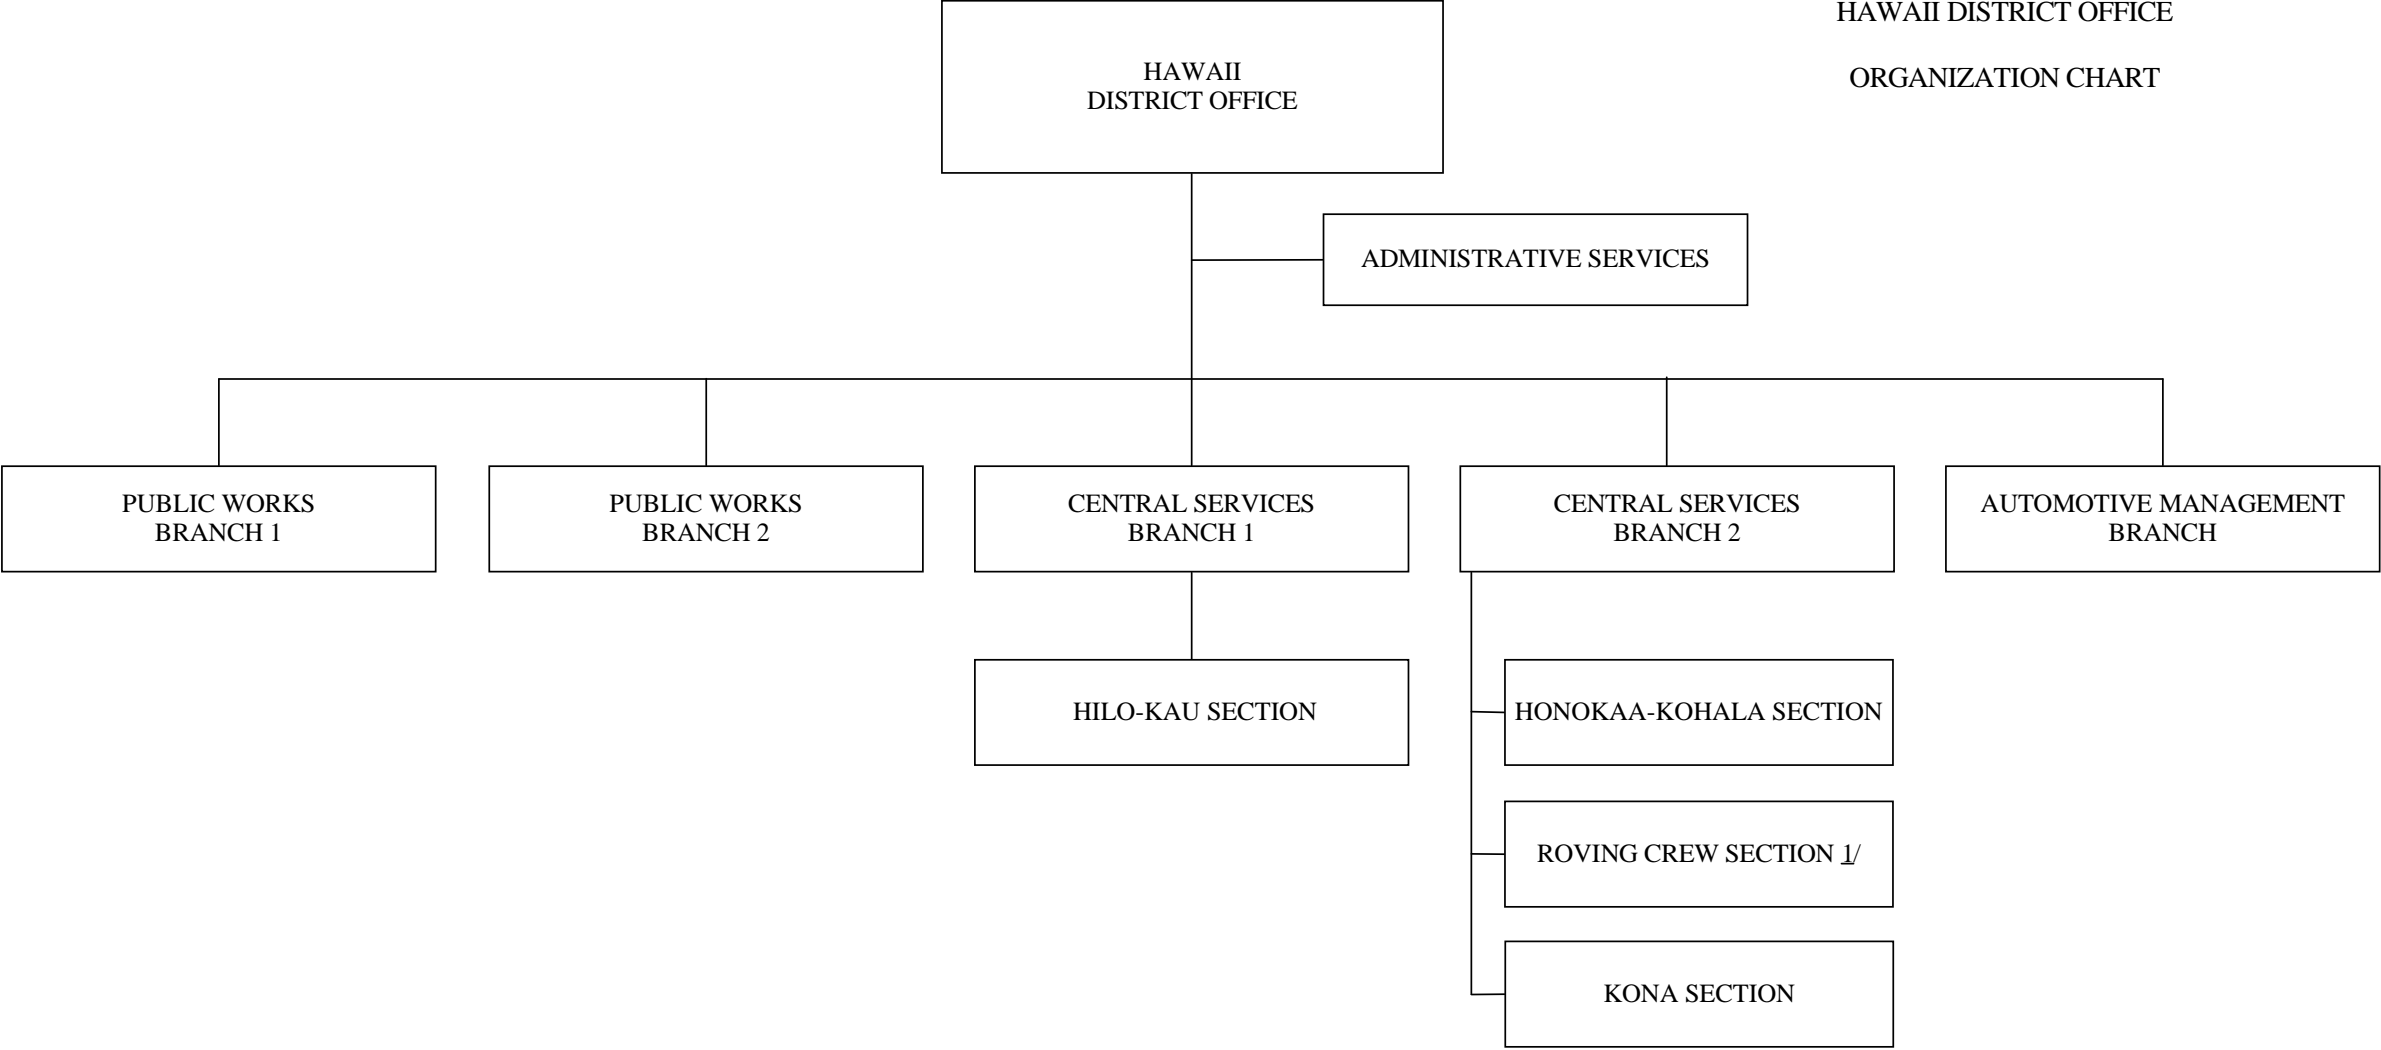 HAWAII DISTRICT OFFICE
ORGANIZATION CHART
HAWAII
DISTRICT OFFICE
ADMINISTRATIVE SERVICES
PUBLIC WORKS
BRANCH 1
PUBLIC WORKS
BRANCH 2
CENTRAL SERVICES
BRANCH 1
CENTRAL SERVICES
BRANCH 2
AUTOMOTIVE MANAGEMENT
BRANCH
HILO-KAU SECTION
HONOKAA-KOHALA SECTION
ROVING CREW SECTION 1/
KONA SECTION